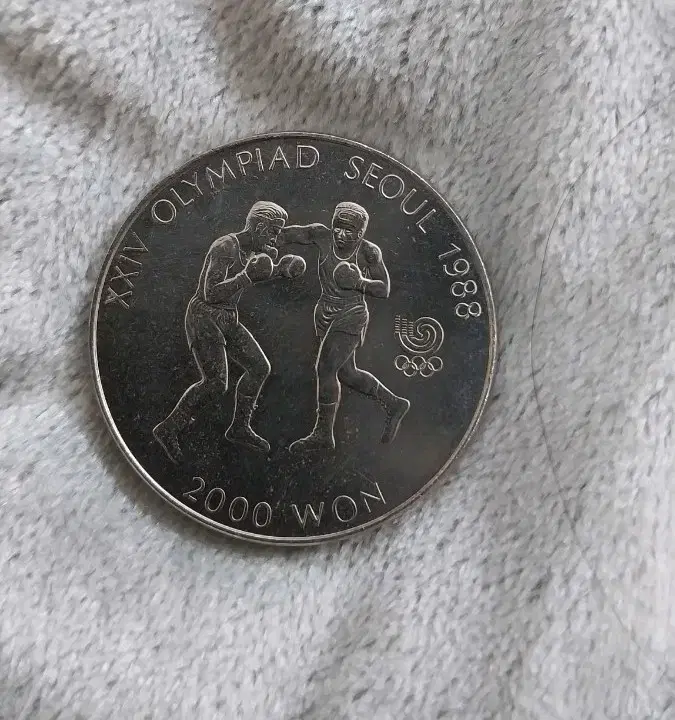 XXIV OLYMPIAD SEOUL 1988
2000 WON